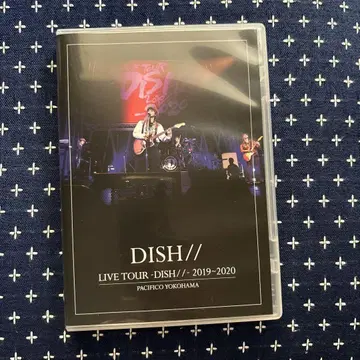 DISH//
LIVE TOUR -DISH//- 2019~2020
PACIFICO YOKOHAMA